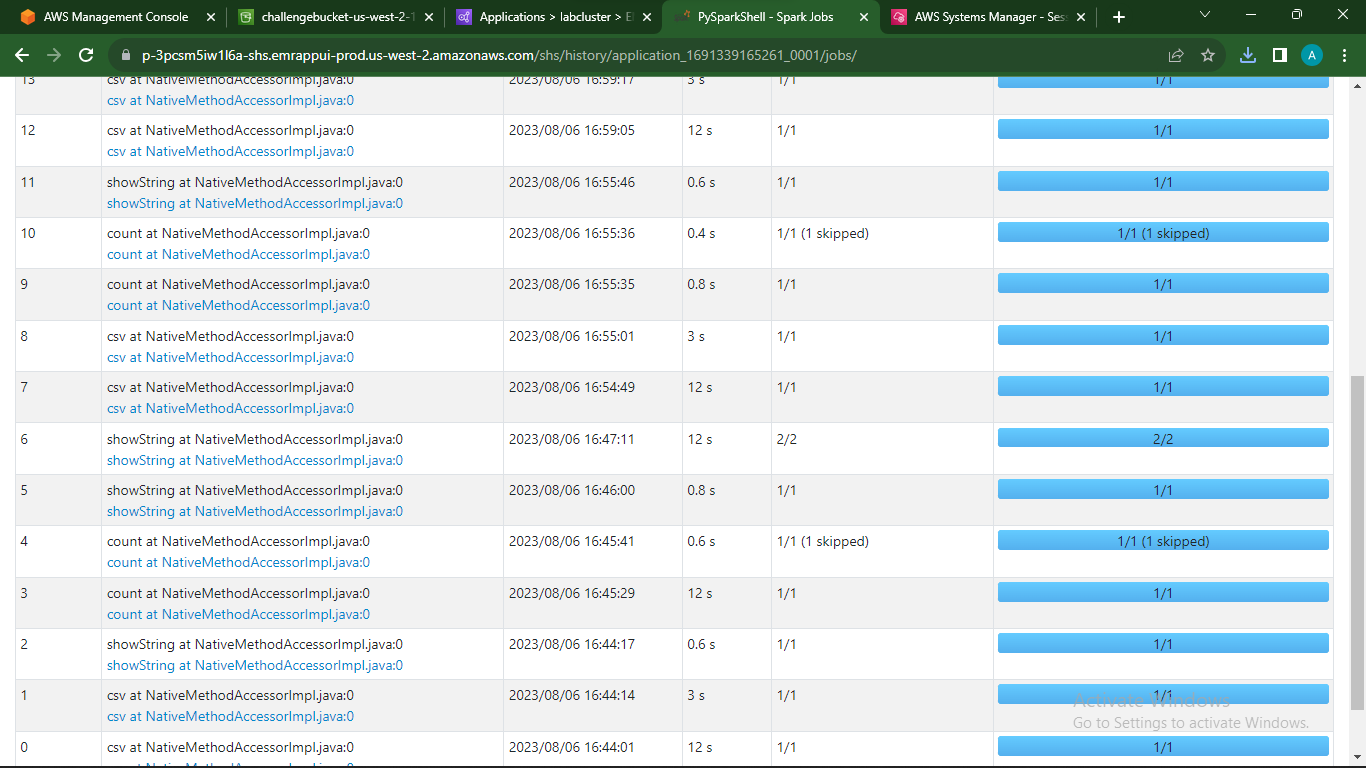 AWS Management Console
challengebucket-us-west-2-1
Applications > labcluster > E
PySparkShell - Spark Jobs
AWS Systems Manager - Ses
p-3pcsm5iw1l6a-shs.emrappui-prod.us-west-2.amazonaws.com/shs/history/application_1691339165261_0001/jobs/
A
13 csv at NativeMethodAccessorImpl.java:0 2023/08/06 16:59:17 3 s 1/1 1/1
csv at NativeMethodAccessorImpl.java:0
12 csv at NativeMethodAccessorImpl.java:0 2023/08/06 16:59:05 12 s 1/1 1/1
csv at NativeMethodAccessorImpl.java:0
11 showString at NativeMethodAccessorImpl.java:0 2023/08/06 16:55:46 0.6 s 1/1 1/1
showString at NativeMethodAccessorImpl.java:0
10 count at NativeMethodAccessorImpl.java:0 2023/08/06 16:55:36 0.4 s 1/1 (1 skipped) 1/1 (1 skipped)
count at NativeMethodAccessorImpl.java:0
9 count at NativeMethodAccessorImpl.java:0 2023/08/06 16:55:35 0.8 s 1/1 1/1
count at NativeMethodAccessorImpl.java:0
8 csv at NativeMethodAccessorImpl.java:0 2023/08/06 16:55:01 3 s 1/1 1/1
csv at NativeMethodAccessorImpl.java:0
7 csv at NativeMethodAccessorImpl.java:0 2023/08/06 16:54:49 12 s 1/1 1/1
csv at NativeMethodAccessorImpl.java:0
6 showString at NativeMethodAccessorImpl.java:0 2023/08/06 16:47:11 12 s 2/2 2/2
showString at NativeMethodAccessorImpl.java:0
5 showString at NativeMethodAccessorImpl.java:0 2023/08/06 16:46:00 0.8 s 1/1 1/1
showString at NativeMethodAccessorImpl.java:0
4 count at NativeMethodAccessorImpl.java:0 2023/08/06 16:45:41 0.6 s 1/1 (1 skipped) 1/1 (1 skipped)
count at NativeMethodAccessorImpl.java:0
3 count at NativeMethodAccessorImpl.java:0 2023/08/06 16:45:29 12 s 1/1 1/1
count at NativeMethodAccessorImpl.java:0
2 showString at NativeMethodAccessorImpl.java:0 2023/08/06 16:44:17 0.6 s 1/1 1/1
showString at NativeMethodAccessorImpl.java:0
1 csv at NativeMethodAccessorImpl.java:0 2023/08/06 16:44:14 3 s 1/1 1/1
csv at NativeMethodAccessorImpl.java:0
Activate Windows
Go to Settings to activate Windows.
0 csv at NativeMethodAccessorImpl.java:0 2023/08/06 16:44:01 12 s 1/1 1/1